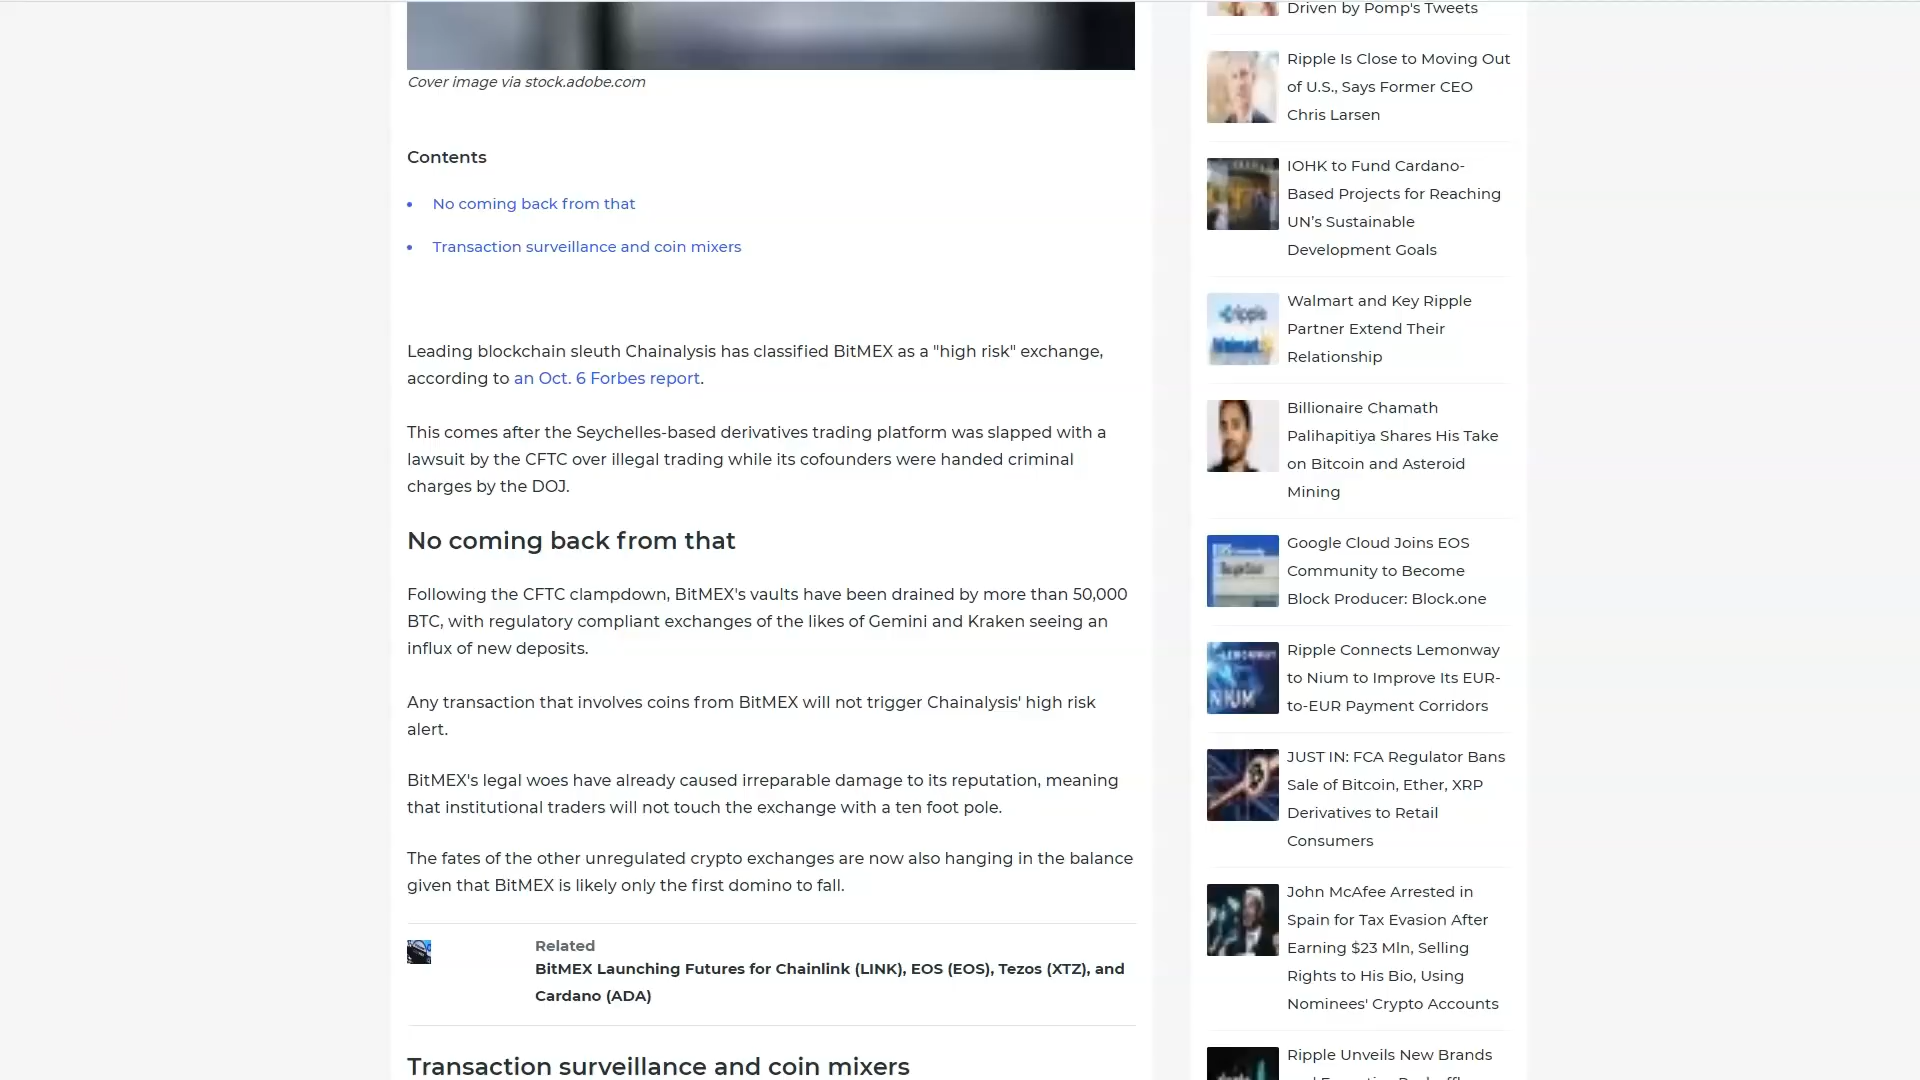 Cover image via stock.adobe.com
Contents
No coming back from that
Transaction surveillance and coin mixers
Leading blockchain sleuth Chainalysis has classified BitMEX as a "high risk" exchange,
according to an Oct. 6 Forbes report.
This comes after the Seychelles-based derivatives trading platform was slapped with a
lawsuit by the CFTC over illegal trading while its cofounders were handed criminal
charges by the DOJ.
No coming back from that
Following the CFTC clampdown, BitMEX's vaults have been drained by more than 50,000
BTC, with regulatory compliant exchanges of the likes of Gemini and Kraken seeing an
influx of new deposits.
Any transaction that involves coins from BitMEX will not trigger Chainalysis' high risk
alert.
BitMEX's legal woes have already caused irreparable damage to its reputation, meaning
that institutional traders will not touch the exchange with a ten foot pole.
The fates of the other unregulated crypto exchanges are now also hanging in the balance
given that BitMEX is likely only the first domino to fall.
Related
BitMEX Launching Futures for Chainlink (LINK), EOS (EOS), Tezos (XTZ), and
Cardano (ADA)
Transaction surveillance and coin mixers
Driven by Pomp's Tweets
Ripple Is Close to Moving Out
of U.S., Says Former CEO
Chris Larsen
IOHK to Fund Cardano-
Based Projects for Reaching
UN’s Sustainable
Development Goals
Walmart and Key Ripple
Partner Extend Their
Relationship
ripple
Walmart
Billionaire Chamath
Palihapitiya Shares His Take
on Bitcoin and Asteroid
Mining
Google Cloud Joins EOS
Community to Become
Block Producer: Block.one
Ripple Connects Lemonway
to Nium to Improve Its EUR-
to-EUR Payment Corridors
LEMONWAY
NIUM
JUST IN: FCA Regulator Bans
Sale of Bitcoin, Ether, XRP
Derivatives to Retail
Consumers
John McAfee Arrested in
Spain for Tax Evasion After
Earning $23 Mln, Selling
Rights to His Bio, Using
Nominees' Crypto Accounts
Ripple Unveils New Brands